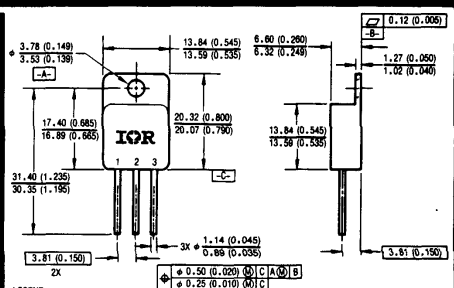 ⏥ 0.12 (0.005)
-B-
ϕ 3.78 (0.149)
3.53 (0.139)
-A-
13.84 (0.545)
13.59 (0.535)
6.60 (0.260)
6.32 (0.249)
1.27 (0.050)
1.02 (0.040)
17.40 (0.685)
16.89 (0.665)
20.32 (0.800)
20.07 (0.790)
13.84 (0.545)
13.59 (0.535)
IOR
1 2 3
-C-
31.40 (1.235)
30.35 (1.195)
3X ϕ 1.14 (0.045)
0.89 (0.035)
3.81 (0.150)
2X
3.81 (0.150)
⌖ ϕ 0.50 (0.020) Ⓜ C A Ⓜ B
ϕ 0.25 (0.010) Ⓜ C